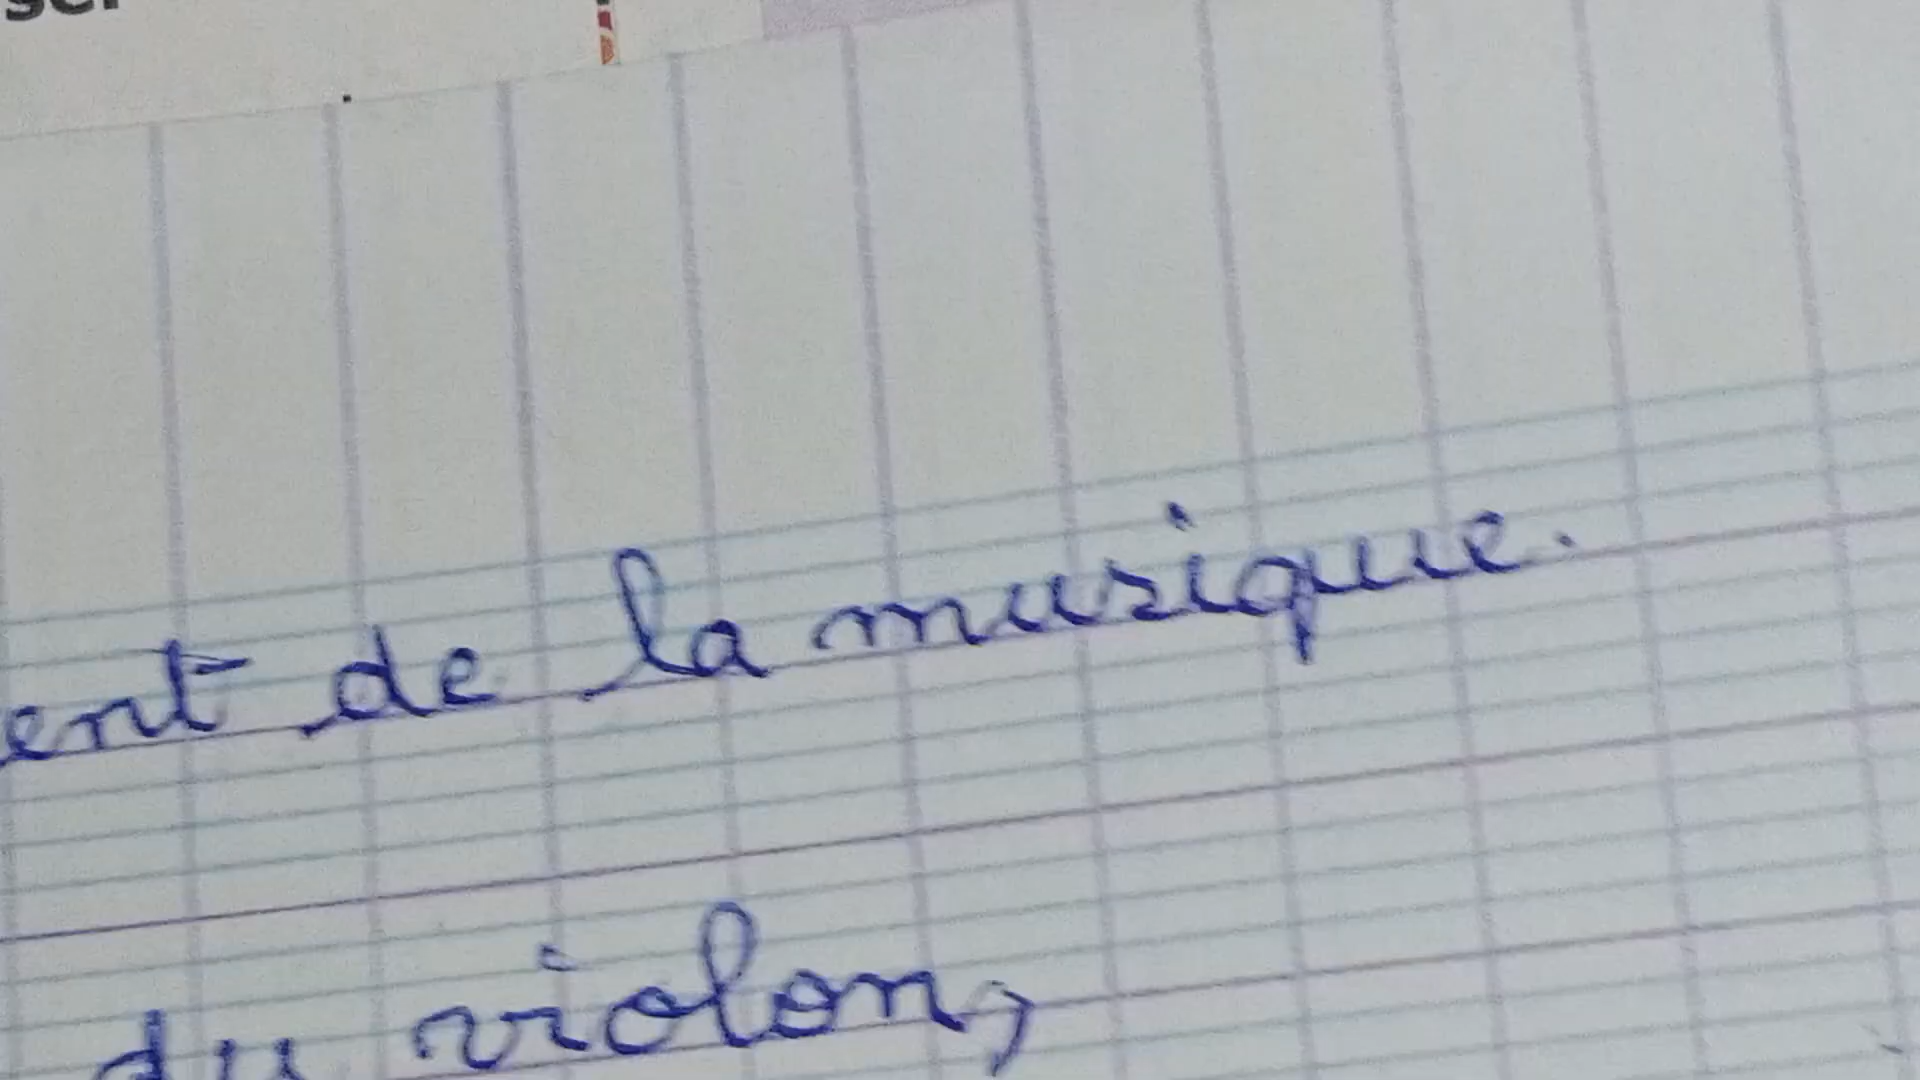 ent de la musique.
du violon,